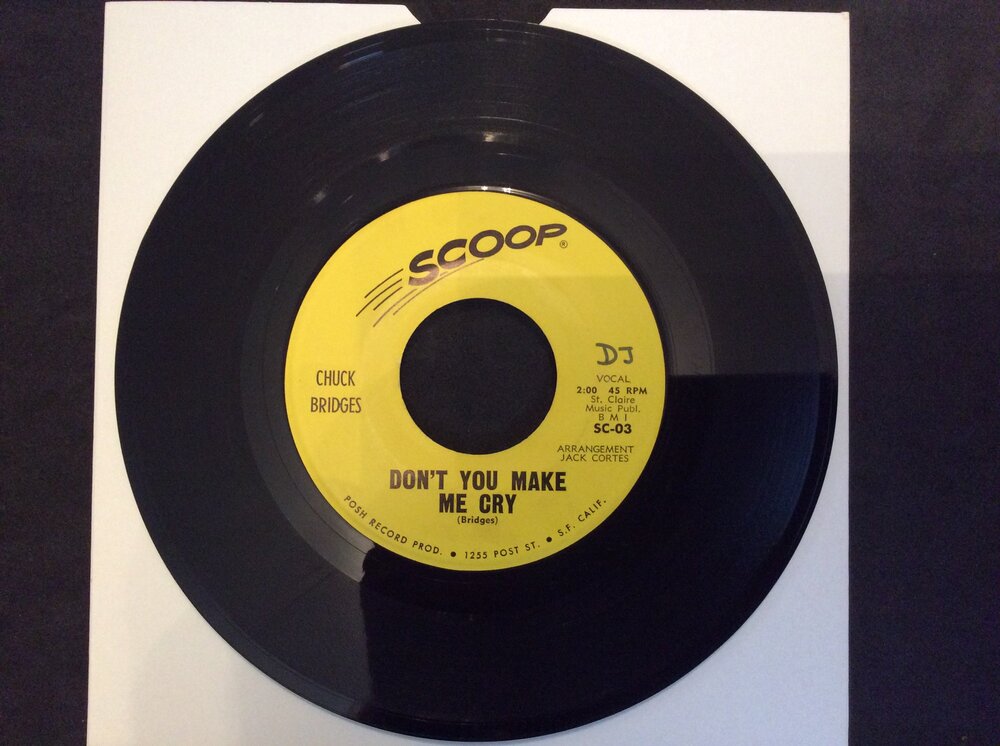 SCOOP®
DJ
CHUCK
BRIDGES
VOCAL
2:00 45 RPM
St. Claire
Music Publ.
B M I
SC-03
ARRANGEMENT
JACK CORTES
DON'T YOU MAKE
ME CRY
(Bridges)
POSH RECORD PROD. ● 1255 POST ST. ● S.F. CALIF.